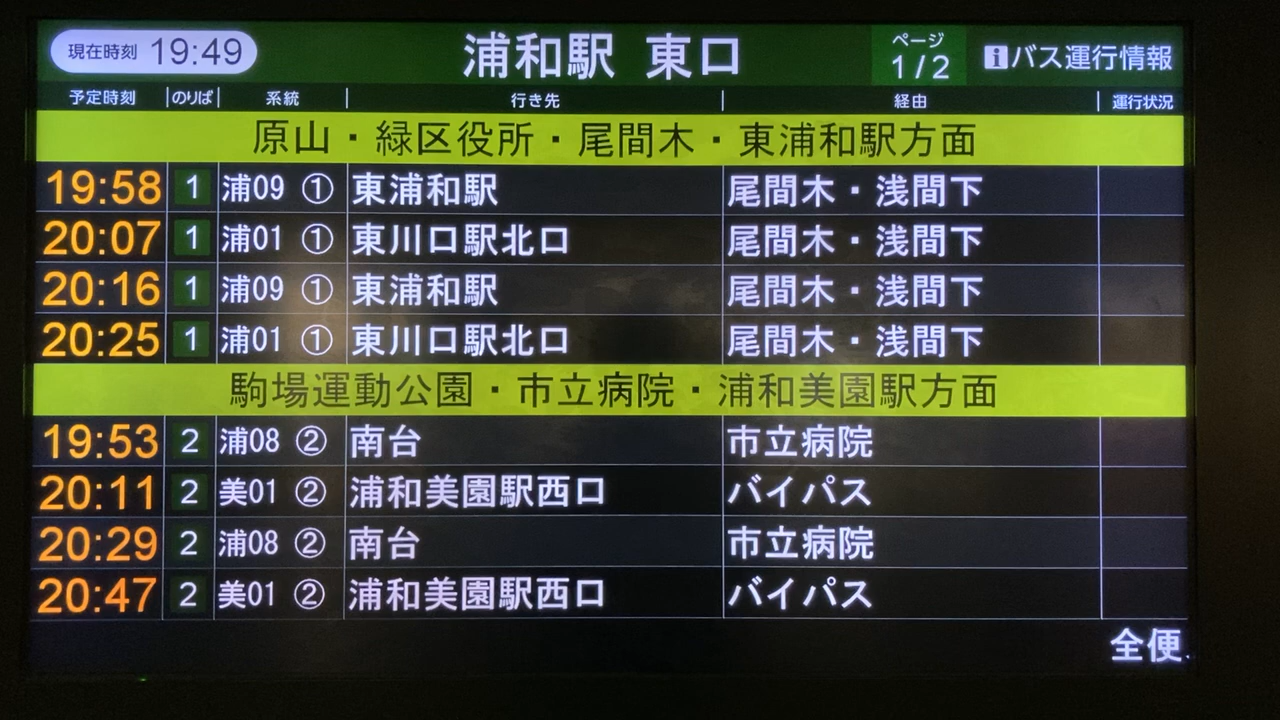 現在時刻 19:49 浦和駅 東口 ページ 1/2 iバス運行情報
予定時刻 のりば 系統 行き先 経由 運行状況
原山・緑区役所・尾間木・東浦和駅方面
19:58 1 浦09 ① 東浦和駅 尾間木・浅間下
20:07 1 浦01 ① 東川口駅北口 尾間木・浅間下
20:16 1 浦09 ① 東浦和駅 尾間木・浅間下
20:25 1 浦01 ① 東川口駅北口 尾間木・浅間下
駒場運動公園・市立病院・浦和美園駅方面
19:53 2 浦08 ② 南台 市立病院
20:11 2 美01 ② 浦和美園駅西口 バイパス
20:29 2 浦08 ② 南台 市立病院
20:47 2 美01 ② 浦和美園駅西口 バイパス
全便